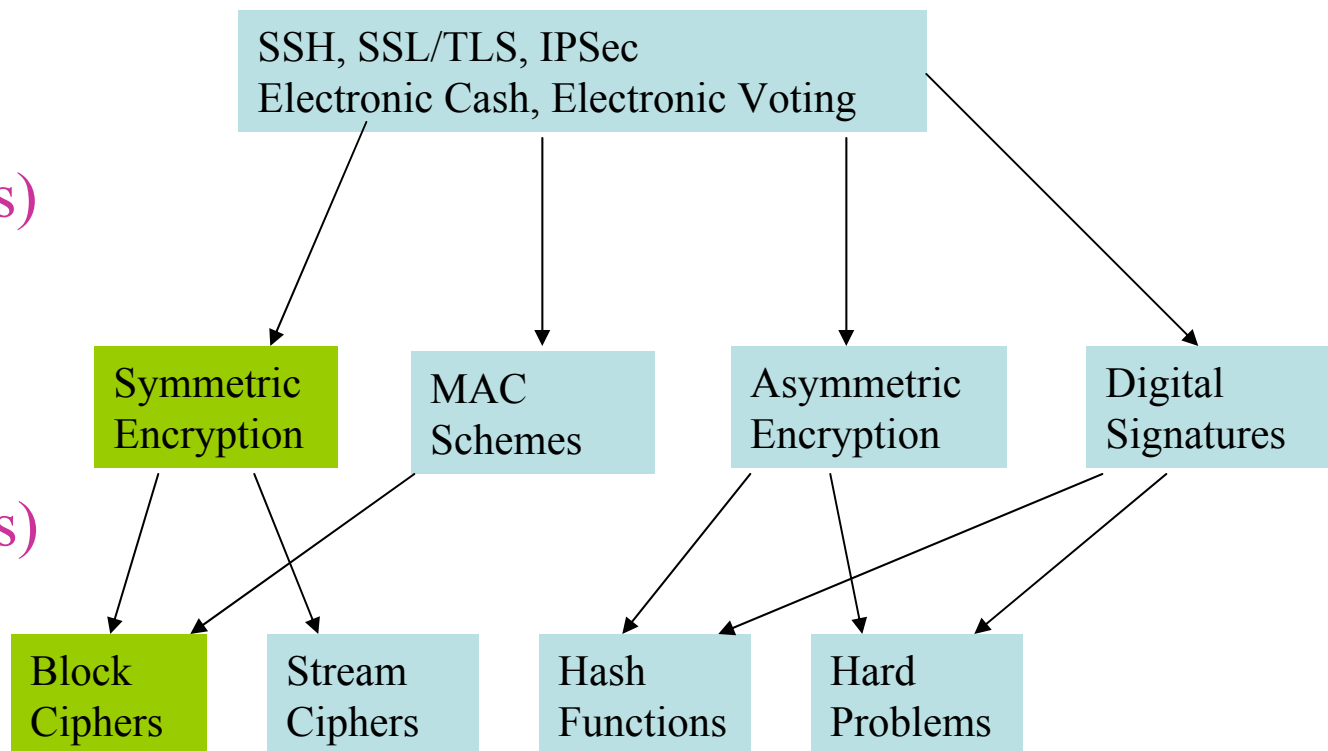 SSH, SSL/TLS, IPSec
Electronic Cash, Electronic Voting
s)
Symmetric
Encryption
MAC
Schemes
Asymmetric
Encryption
Digital
Signatures
s)
Block
Ciphers
Stream
Ciphers
Hash
Functions
Hard
Problems